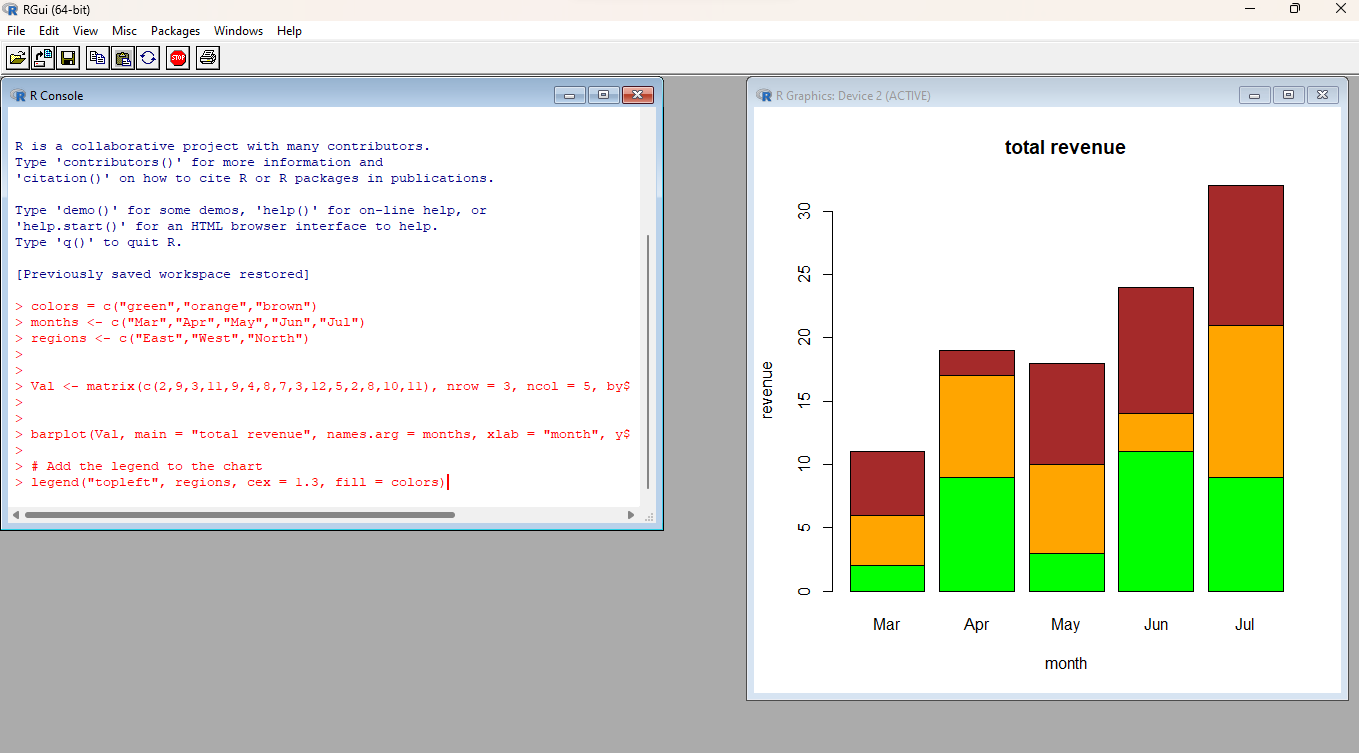 RGui (64-bit)
File Edit View Misc Packages Windows Help
STOP
R Console
R is a collaborative project with many contributors.
Type 'contributors()' for more information and
'citation()' on how to cite R or R packages in publications.
Type 'demo()' for some demos, 'help()' for on-line help, or
'help.start()' for an HTML browser interface to help.
Type 'q()' to quit R.
[Previously saved workspace restored]
> colors = c("green","orange","brown")
> months <- c("Mar","Apr","May","Jun","Jul")
> regions <- c("East","West","North")
>
>
> Val <- matrix(c(2,9,3,11,9,4,8,7,3,12,5,2,8,10,11), nrow = 3, ncol = 5, by$
>
>
> barplot(Val, main = "total revenue", names.arg = months, xlab = "month", y$
>
> # Add the legend to the chart
> legend("topleft", regions, cex = 1.3, fill = colors)
R Graphics: Device 2 (ACTIVE)
total revenue
revenue
30
25
20
15
10
5
0
Mar Apr May Jun Jul
month